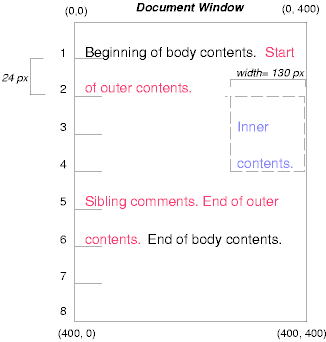 Document Window
(0,0) (0, 400)
1 Beginning of body contents. Start
24 px width= 130 px
2 of outer contents.
3 Inner
4 contents.
5 Sibling comments. End of outer
6 contents. End of body contents.
7
8
(400, 0) (400, 400)